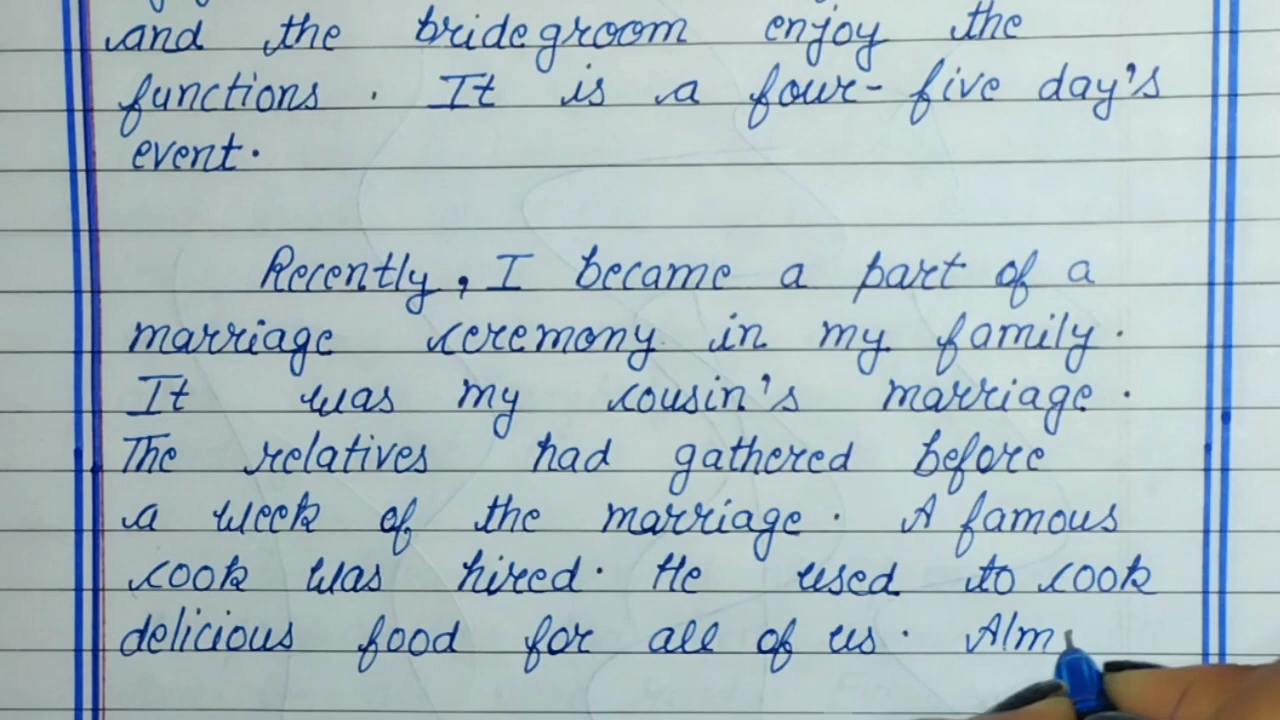 and the bridegroom enjoy the
functions. It is a four-five day's
event.
Recently, I became a part of a
marriage ceremony in my family.
It was my cousin's marriage.
The relatives had gathered before
a week of the marriage. A famous
cook was hired. He used to cook
delicious food for all of us. Alm